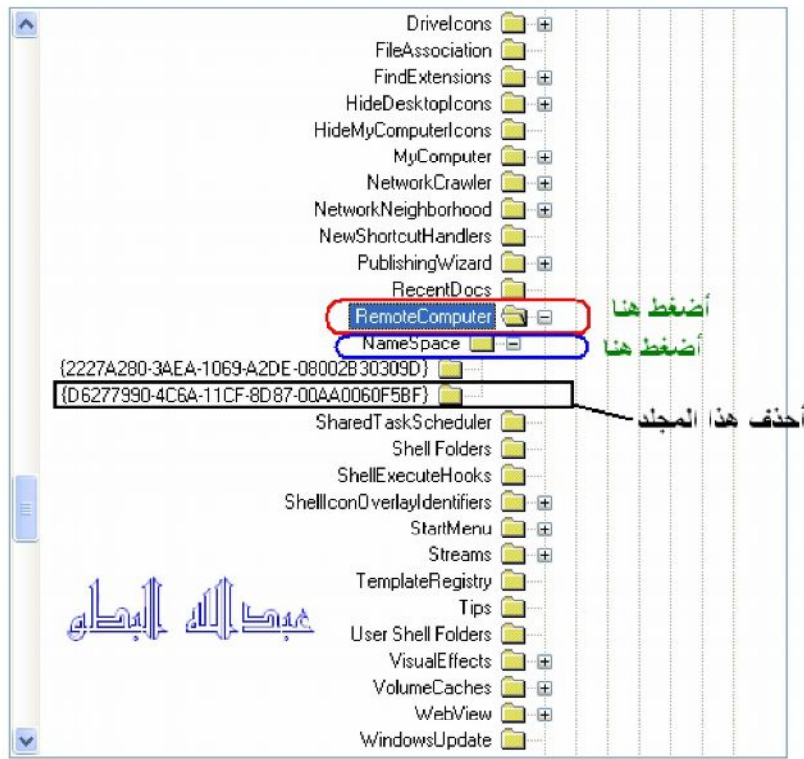 DriveIcons
FileAssociation
FindExtensions
HideDesktopIcons
HideMyComputerIcons
MyComputer
NetworkCrawler
NetworkNeighborhood
NewShortcutHandlers
PublishingWizard
RecentDocs
RemoteComputer
أضغط هنا
NameSpace
أضغط هنا
{2227A280-3AEA-1069-A2DE-08002B30309D}
{D6277990-4C6A-11CF-8D87-00AA0060F5BF}
أحذف هذا المجلد
SharedTaskScheduler
Shell Folders
ShellExecuteHooks
ShellIconOverlayIdentifiers
StartMenu
Streams
TemplateRegistry
Tips
عبدالله البطو
User Shell Folders
VisualEffects
VolumeCaches
WebView
WindowsUpdate